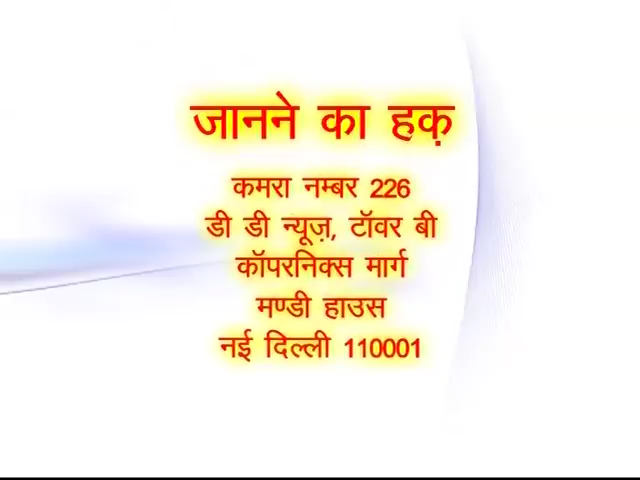 जानने का हक़
कमरा नम्बर 226
डी डी न्यूज़, टॉवर बी
कॉपरनिक्स मार्ग
मण्डी हाउस
नई दिल्ली 110001